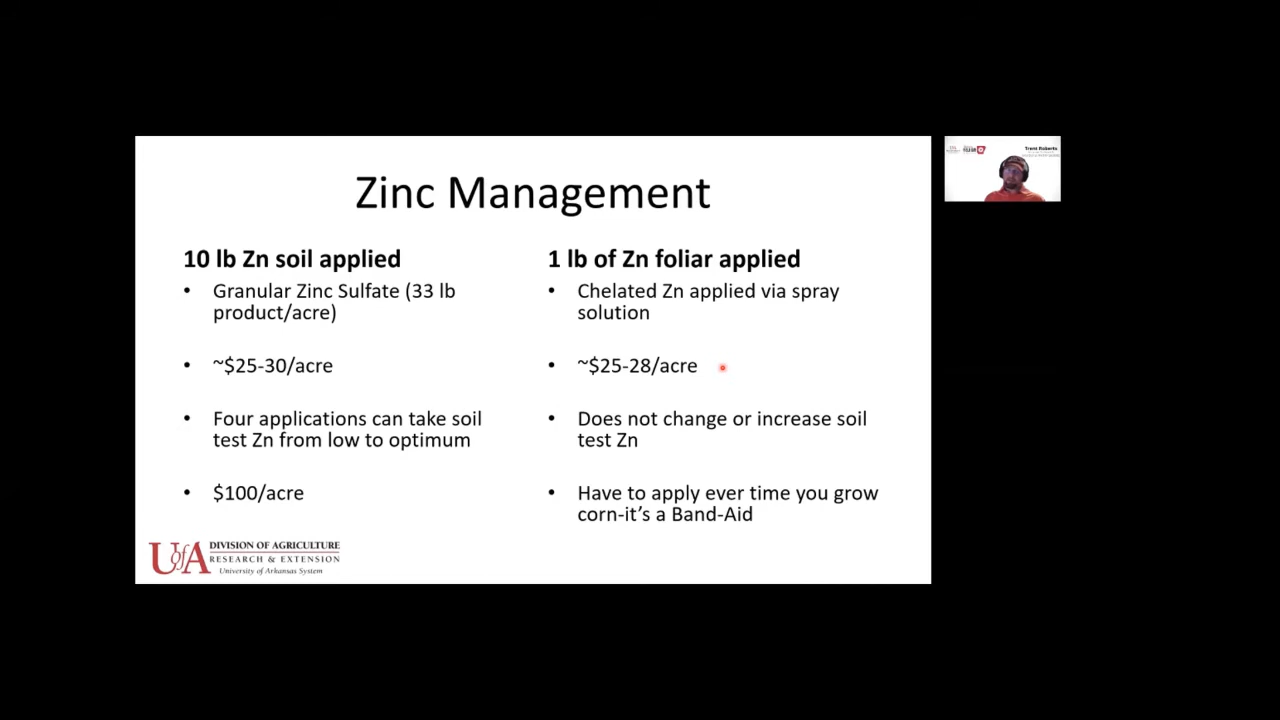 Zinc Management
10 lb Zn soil applied
• Granular Zinc Sulfate (33 lb
product/acre)
• ~$25-30/acre
• Four applications can take soil
test Zn from low to optimum
• $100/acre
1 lb of Zn foliar applied
• Chelated Zn applied via spray
solution
• ~$25-28/acre
• Does not change or increase soil
test Zn
• Have to apply ever time you grow
corn-it’s a Band-Aid
UofA
DIVISION OF AGRICULTURE
RESEARCH & EXTENSION
University of Arkansas System
Trent Roberts